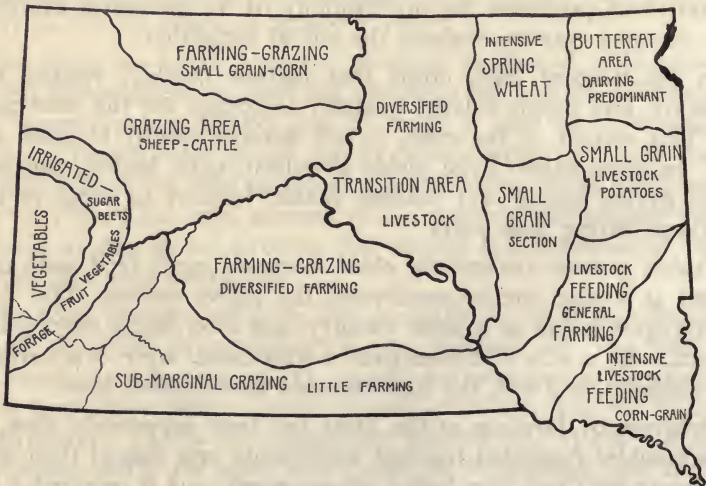 FARMING-GRAZING
SMALL GRAIN-CORN
GRAZING AREA
SHEEP-CATTLE
IRRIGATED-
SUGAR
BEETS
VEGETABLES
FORAGE FRUIT VEGETABLES
DIVERSIFIED
FARMING
TRANSITION AREA
LIVESTOCK
FARMING-GRAZING
DIVERSIFIED FARMING
SUB-MARGINAL GRAZING LITTLE FARMING
INTENSIVE
SPRING
WHEAT
BUTTERFAT
AREA
DAIRYING
PREDOMINANT
SMALL GRAIN
LIVESTOCK
POTATOES
SMALL
GRAIN
SECTION
LIVESTOCK
FEEDING
GENERAL
FARMING
INTENSIVE
LIVESTOCK
FEEDING
CORN-GRAIN